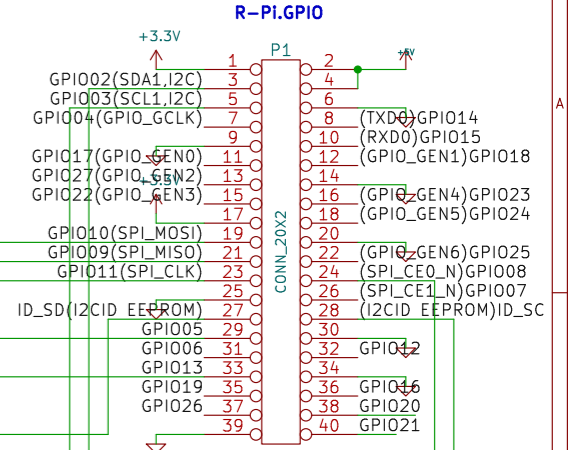 R-Pi.GPIO
+3.3V P1 +5V
1 2
GPIO02(SDA1,I2C) 3 4
GPIO03(SCL1,I2C) 5 6
GPIO04(GPIO_GCLK) 7 8 (TXD0)GPIO14
9 10 (RXD0)GPIO15
GPIO17(GPIO_GEN0) 11 12 (GPIO_GEN1)GPIO18
GPIO27(GPIO_GEN2) 13 14
+3.3V
GPIO22(GPIO_GEN3) 15 16 (GPIO_GEN4)GPIO23
17 18 (GPIO_GEN5)GPIO24
GPIO10(SPI_MOSI) 19 20
GPIO09(SPI_MISO) 21 22 (GPIO_GEN6)GPIO25
GPIO11(SPI_CLK) 23 24 (SPI_CE0_N)GPIO08
25 26 (SPI_CE1_N)GPIO07
ID_SD(I2CID EEPROM) 27 28 (I2CID EEPROM)ID_SC
GPIO05 29 30
GPIO06 31 32 GPIO12
GPIO13 33 34
GPIO19 35 36 GPIO16
GPIO26 37 38 GPIO20
39 40 GPIO21
CONN_20X2
A